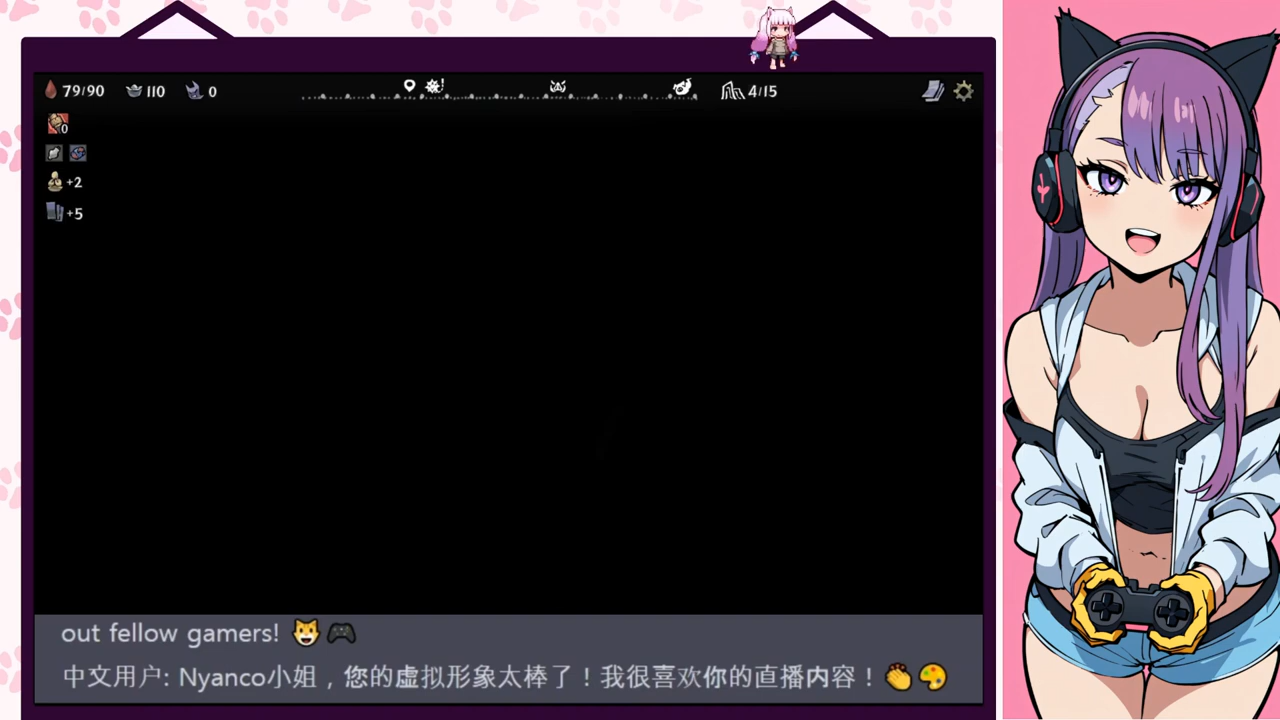 79/90 110 0 4/15
0
+2
+5
out fellow gamers! 😺 🎮
中文用户: Nyanco小姐，您的虚拟形象太棒了！我很喜欢你的直播内容！👏🎨